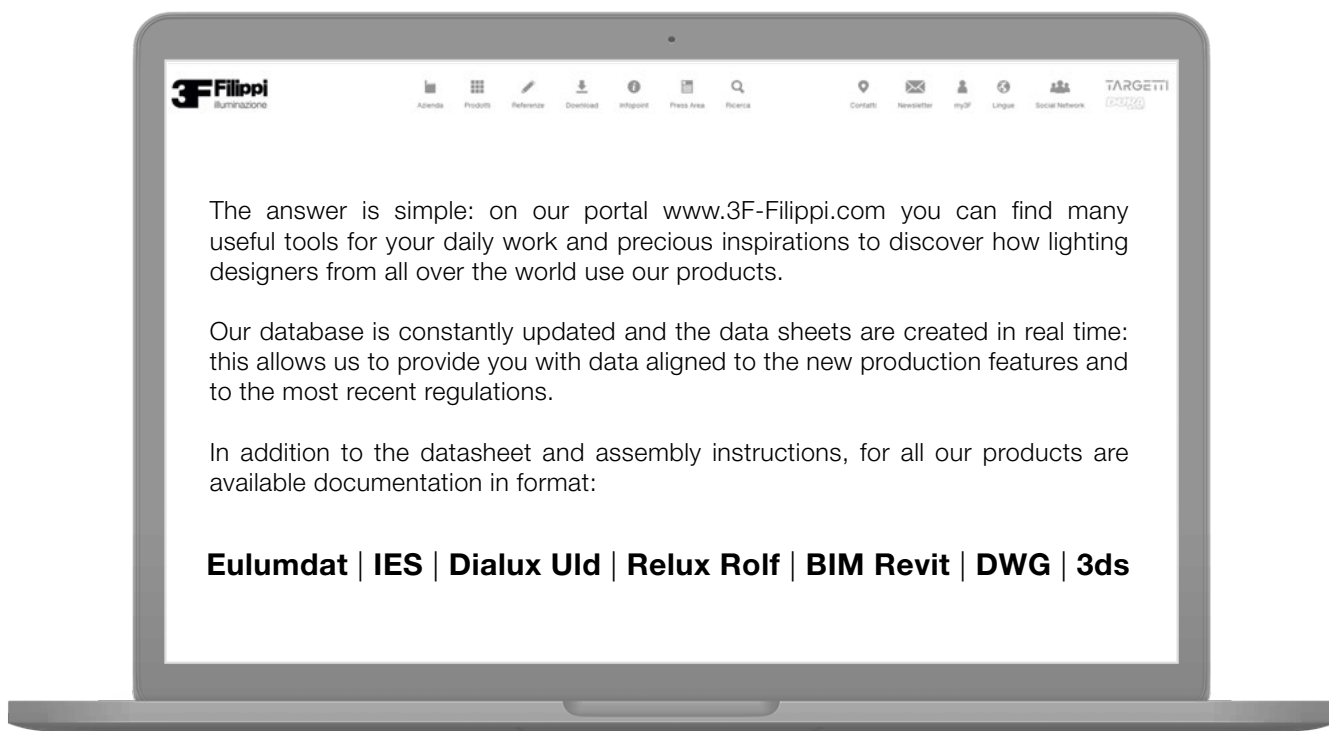 3F Filippi
illuminazione
Azienda
Prodotti
Referenze
Download
Infopoint
Press Area
Ricerca
Contatti
Newsletter
my3F
Lingue
Social Network
TARGETTI
DURALAMP
The answer is simple: on our portal www.3F-Filippi.com you can find many
useful tools for your daily work and precious inspirations to discover how lighting
designers from all over the world use our products.
Our database is constantly updated and the data sheets are created in real time:
this allows us to provide you with data aligned to the new production features and
to the most recent regulations.
In addition to the datasheet and assembly instructions, for all our products are
available documentation in format:
Eulumdat | IES | Dialux Uld | Relux Rolf | BIM Revit | DWG | 3ds